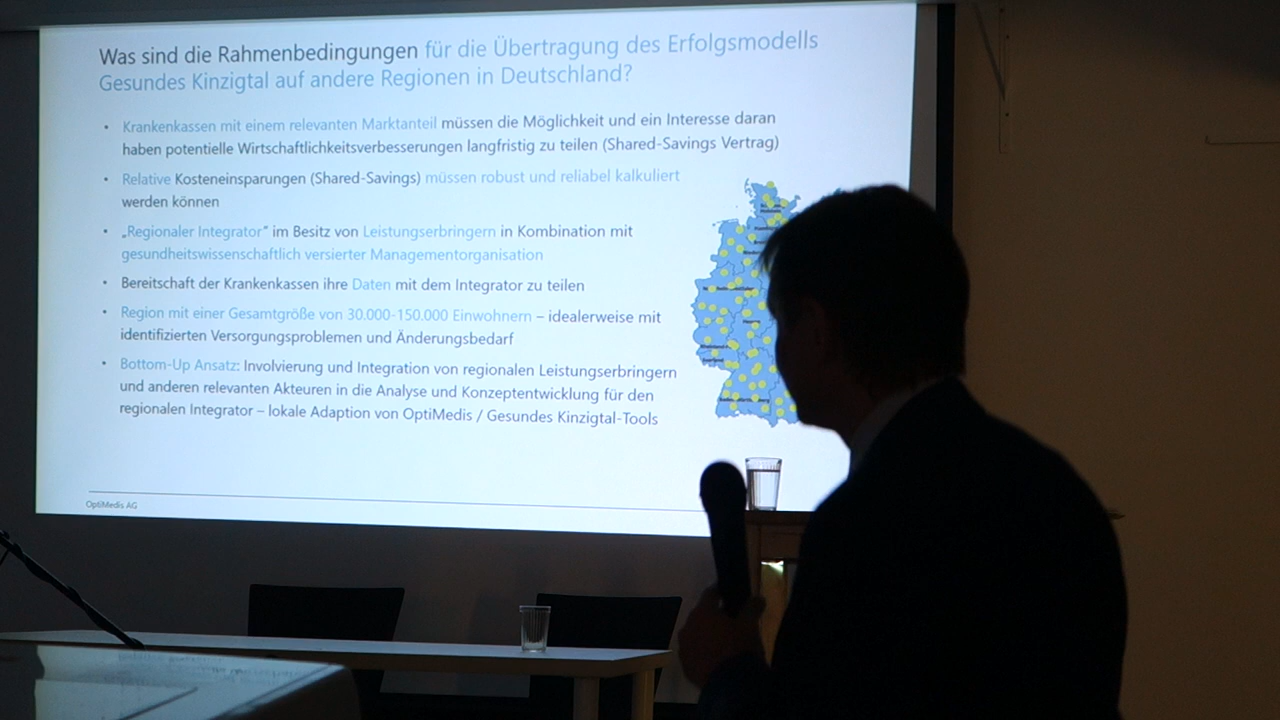 Was sind die Rahmenbedingungen für die Übertragung des Erfolgsmodells
Gesundes Kinzigtal auf andere Regionen in Deutschland?
• Krankenkassen mit einem relevanten Marktanteil müssen die Möglichkeit und ein Interesse daran
haben potentielle Wirtschaftlichkeitsverbesserungen langfristig zu teilen (Shared-Savings Vertrag)
• Relative Kosteneinsparungen (Shared-Savings) müssen robust und reliabel kalkuliert
werden können
• „Regionaler Integrator“ im Besitz von Leistungserbringern in Kombination mit
gesundheitswissenschaftlich versierter Managementorganisation
• Bereitschaft der Krankenkassen ihre Daten mit dem Integrator zu teilen
• Region mit einer Gesamtgröße von 30.000-150.000 Einwohnern – idealerweise mit
identifizierten Versorgungsproblemen und Änderungsbedarf
• Bottom-Up Ansatz: Involvierung und Integration von regionalen Leistungserbringern
und anderen relevanten Akteuren in die Analyse und Konzeptentwicklung für den
regionalen Integrator – lokale Adaption von OptiMedis / Gesundes Kinzigtal-Tools
OptiMedis AG